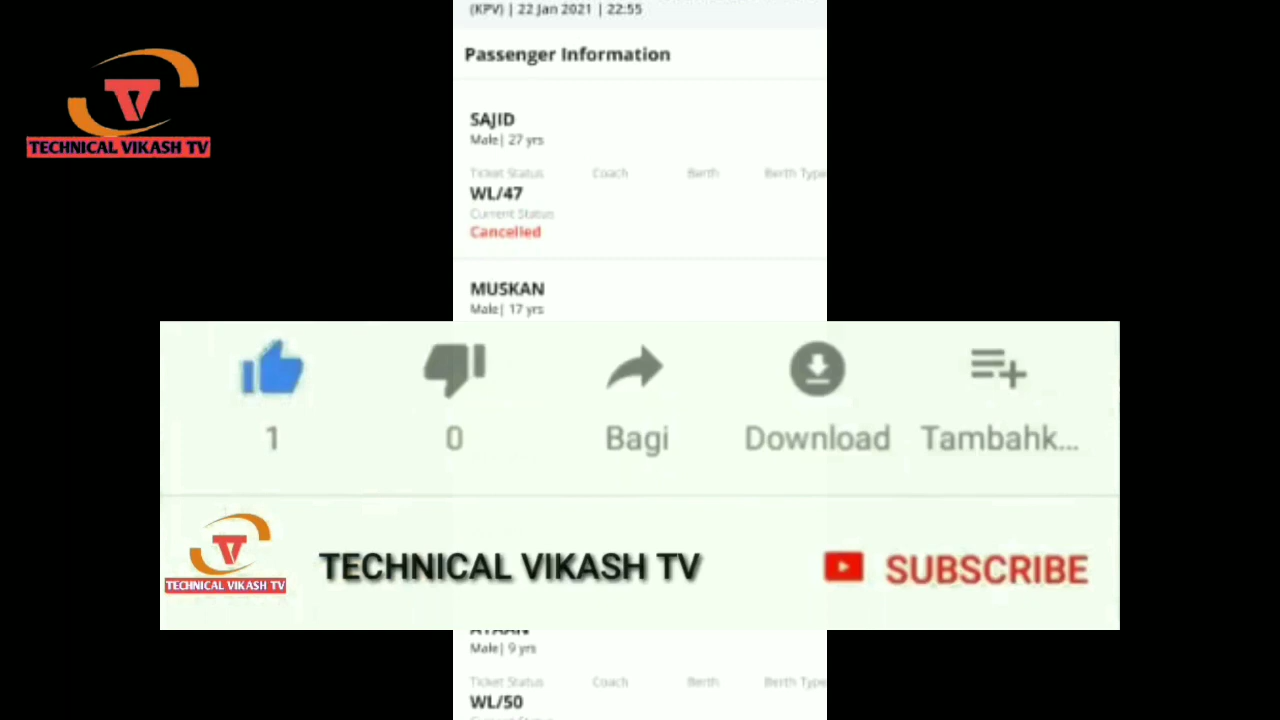 (KPV) | 22 Jan 2021 | 22:55
Passenger Information
TECHNICAL VIKASH TV
SAJID
Male| 27 yrs
Ticket Status Coach Berth Berth Type
WL/47
Current Status
Cancelled
MUSKAN
Male| 17 yrs
1 0 Bagi Download Tambahk...
TECHNICAL VIKASH TV
TECHNICAL VIKASH TV
SUBSCRIBE
Male| 9 yrs
Ticket Status Coach Berth Berth Type
WL/50